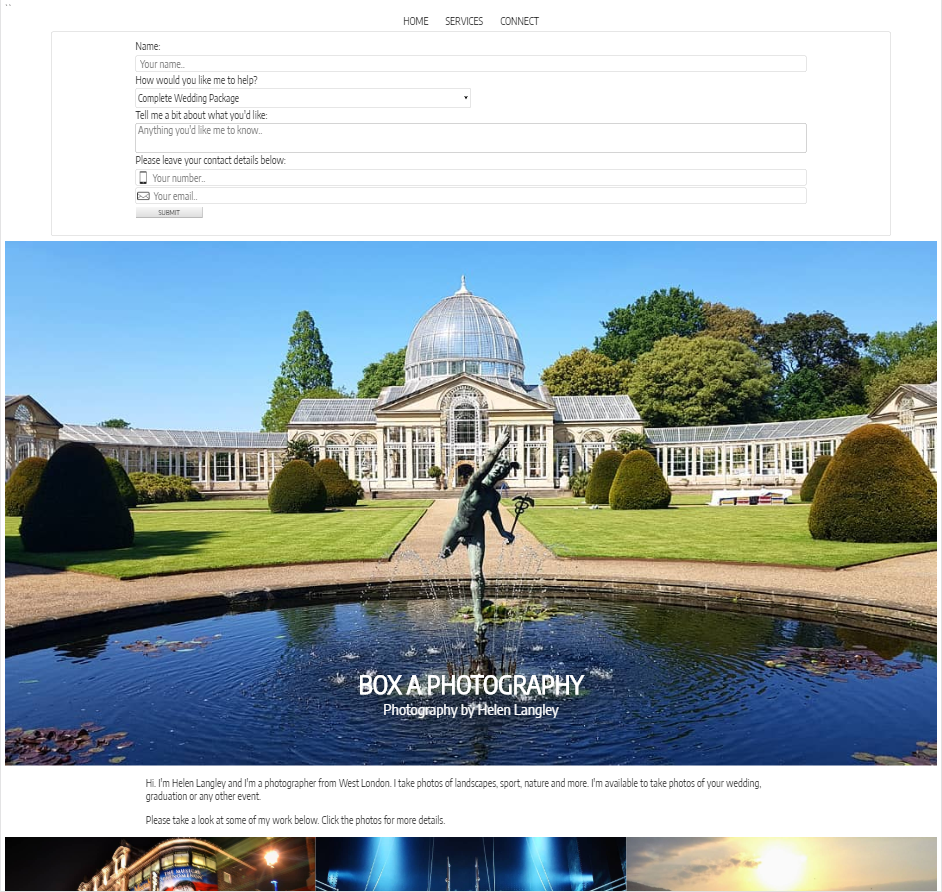 HOME SERVICES CONNECT
Name:
Your name..
How would you like me to help?
Complete Wedding Package
Tell me a bit about what you'd like:
Anything you'd like me to know..
Please leave your contact details below:
Your number..
Your email..
SUBMIT
BOX A PHOTOGRAPHY
Photography by Helen Langley
Hi. I'm Helen Langley and I'm a photographer from West London. I take photos of landscapes, sport, nature and more. I'm available to take photos of your wedding,
graduation or any other event.
Please take a look at some of my work below. Click the photos for more details.
THE MUSICAL
PHENOMENON